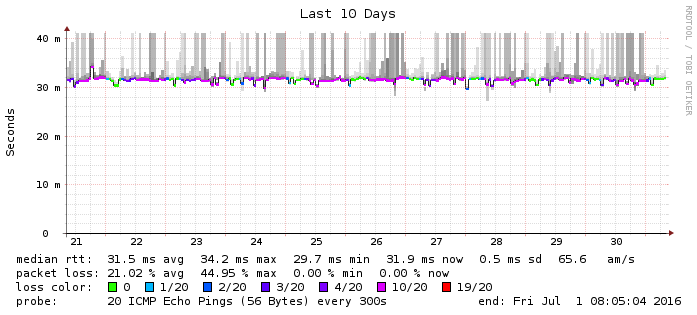 Last 10 Days
RRDTOOL / TOBI OETIKER
Seconds
40 m
30 m
20 m
10 m
0
21 22 23 24 25 26 27 28 29 30
median rtt: 31.5 ms avg 34.2 ms max 29.7 ms min 31.9 ms now 0.5 ms sd 65.6 am/s
packet loss: 21.02 % avg 44.95 % max 0.00 % min 0.00 % now
loss color: 0 1/20 2/20 3/20 4/20 10/20 19/20
probe: 20 ICMP Echo Pings (56 Bytes) every 300s end: Fri Jul 1 08:05:04 2016